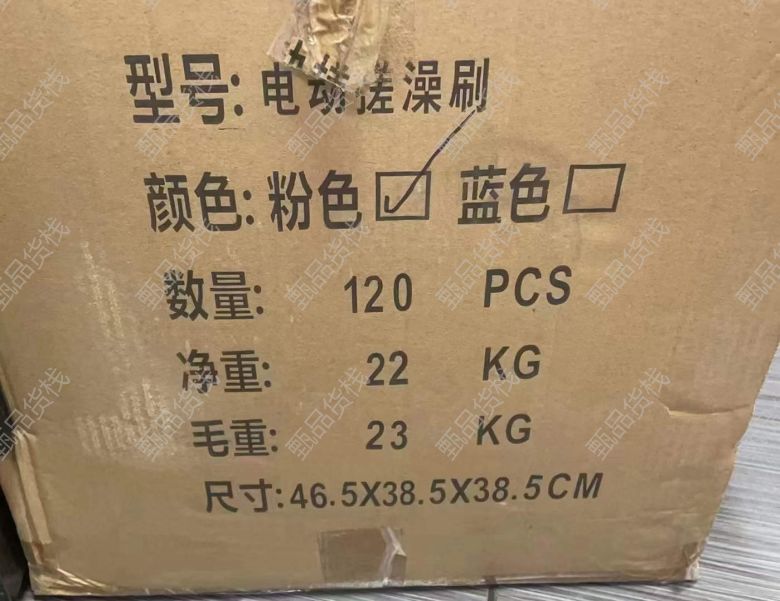 型号:电动搓澡刷
颜色:粉色☑ 蓝色☐
数量: 120 PCS
净重: 22 KG
毛重: 23 KG
尺寸:46.5X38.5X38.5CM
甄品货栈